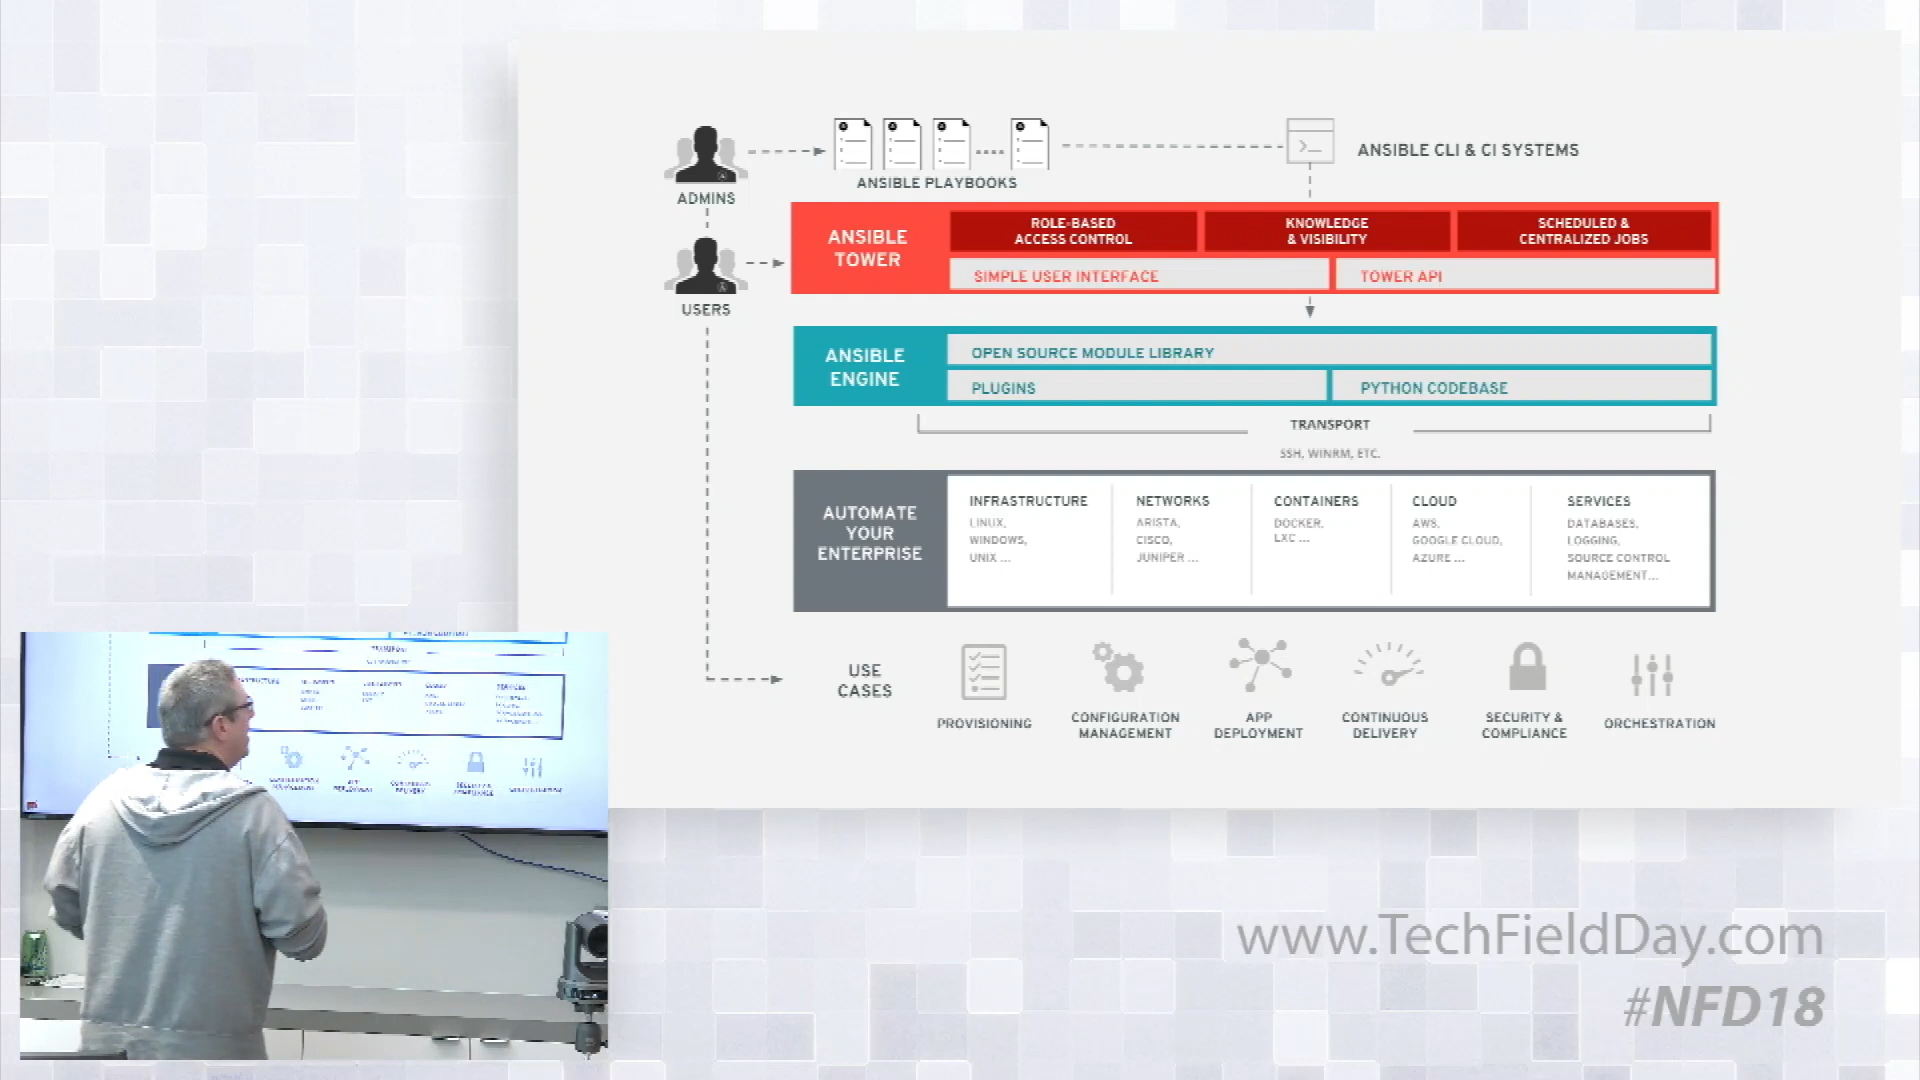 ADMINS
ANSIBLE PLAYBOOKS
ANSIBLE CLI & CI SYSTEMS
USERS
ANSIBLE
TOWER
ROLE-BASED
ACCESS CONTROL
KNOWLEDGE
& VISIBILITY
SCHEDULED &
CENTRALIZED JOBS
SIMPLE USER INTERFACE
TOWER API
ANSIBLE
ENGINE
OPEN SOURCE MODULE LIBRARY
PLUGINS
PYTHON CODEBASE
TRANSPORT
SSH, WINRM, ETC.
AUTOMATE
YOUR
ENTERPRISE
INFRASTRUCTURE
LINUX,
WINDOWS,
UNIX ...
NETWORKS
ARISTA,
CISCO,
JUNIPER ...
CONTAINERS
DOCKER,
LXC ...
CLOUD
AWS,
GOOGLE CLOUD,
AZURE ...
SERVICES
DATABASES,
LOGGING,
SOURCE CONTROL
MANAGEMENT...
USE
CASES
PROVISIONING
CONFIGURATION
MANAGEMENT
APP
DEPLOYMENT
CONTINUOUS
DELIVERY
SECURITY &
COMPLIANCE
ORCHESTRATION
www.TechFieldDay.com
#NFD18